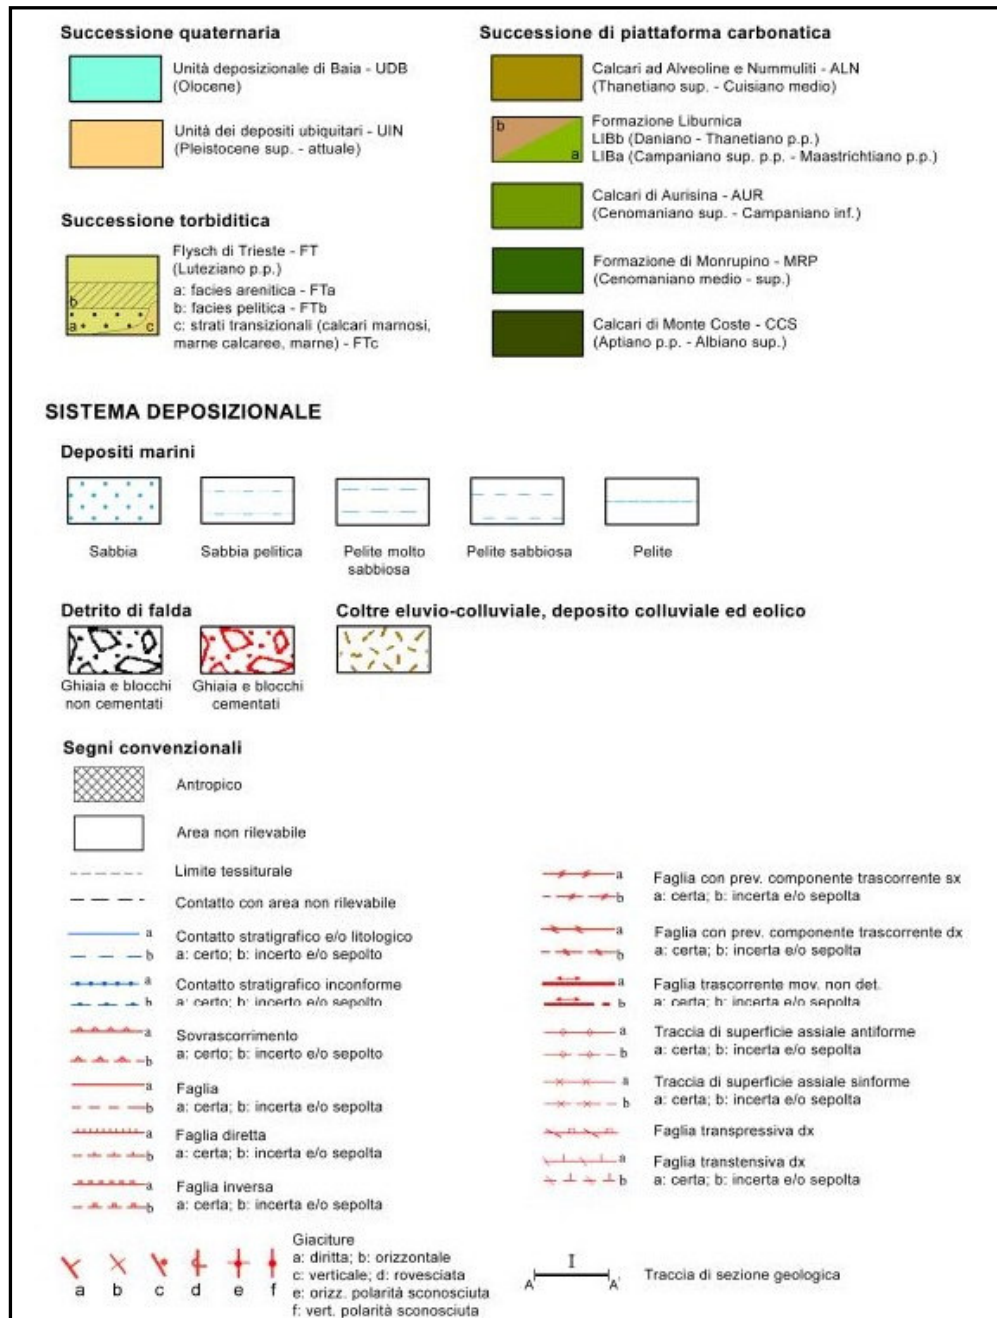 Successione quaternaria
Unità deposizionale di Baia - UDB
(Olocene)
Unità dei depositi ubiquitari - UIN
(Pleistocene sup. - attuale)
Successione torbiditica
Flysch di Trieste - FT
(Luteziano p.p.)
a: facies arenitica - FTa
b: facies pelitica - FTb
c: strati transizionali (calcari marnosi,
marne calcaree, marne) - FTc
b
a
c
Successione di piattaforma carbonatica
Calcari ad Alveoline e Nummuliti - ALN
(Thanetiano sup. - Cuisiano medio)
b
a
Formazione Liburnica
LIBb (Daniano - Thanetiano p.p.)
LIBa (Campaniano sup. p.p. - Maastrichtiano p.p.)
Calcari di Aurisina - AUR
(Cenomaniano sup. - Campaniano inf.)
Formazione di Monrupino - MRP
(Cenomaniano medio - sup.)
Calcari di Monte Coste - CCS
(Aptiano p.p. - Albiano sup.)
SISTEMA DEPOSIZIONALE
Depositi marini
Sabbia
Sabbia pelitica
Pelite molto
sabbiosa
Pelite sabbiosa
Pelite
Detrito di falda
Ghiaia e blocchi
non cementati
Ghiaia e blocchi
cementati
Coltre eluvio-colluviale, deposito colluviale ed eolico
Segni convenzionali
Antropico
Area non rilevabile
Limite tessiturale
Contatto con area non rilevabile
a Contatto stratigrafico e/o litologico
b a: certo; b: incerto e/o sepolto
a Contatto stratigrafico inconforme
b a: certo; b: incerto e/o sepolto
a Sovrascorrimento
b a: certo; b: incerto e/o sepolto
a Faglia
b a: certa; b: incerta e/o sepolta
a Faglia diretta
b a: certa; b: incerta e/o sepolta
a Faglia inversa
b a: certa; b: incerta e/o sepolta
a Faglia con prev. componente trascorrente sx
b a: certa; b: incerta e/o sepolta
a Faglia con prev. componente trascorrente dx
b a: certa; b: incerta e/o sepolta
a Faglia trascorrente mov. non det.
b a: certa; b: incerta e/o sepolta
a Traccia di superficie assiale antiforme
b a: certa; b: incerta e/o sepolta
a Traccia di superficie assiale sinforme
b a: certa; b: incerta e/o sepolta
Faglia transpressiva dx
a Faglia transtensiva dx
b a: certa; b: incerta e/o sepolta
a b c d e f
Giaciture
a: diritta; b: orizzontale
c: verticale; d: rovesciata
e: orizz. polarità sconosciuta
f: vert. polarità sconosciuta
I
A A'
Traccia di sezione geologica